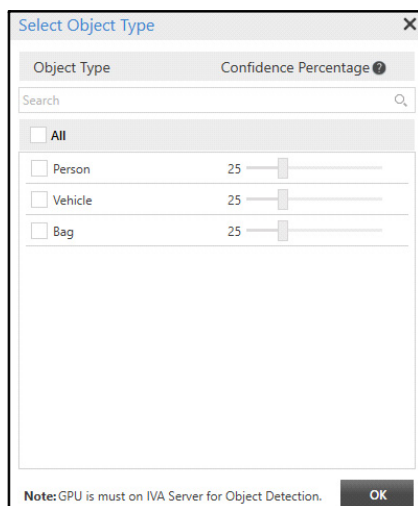 Select Object Type
Object Type Confidence Percentage ?
Search
All
Person 25
Vehicle 25
Bag 25
Note: GPU is must on IVA Server for Object Detection. OK